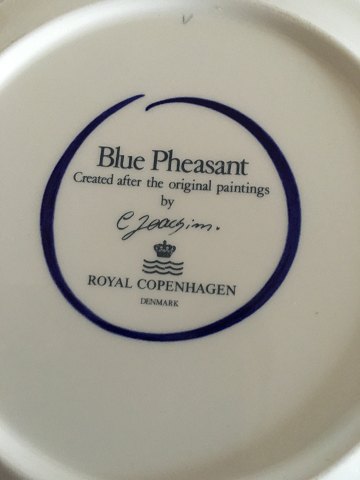 Blue Pheasant
Created after the original paintings
by
C Joachim.
ROYAL COPENHAGEN
DENMARK